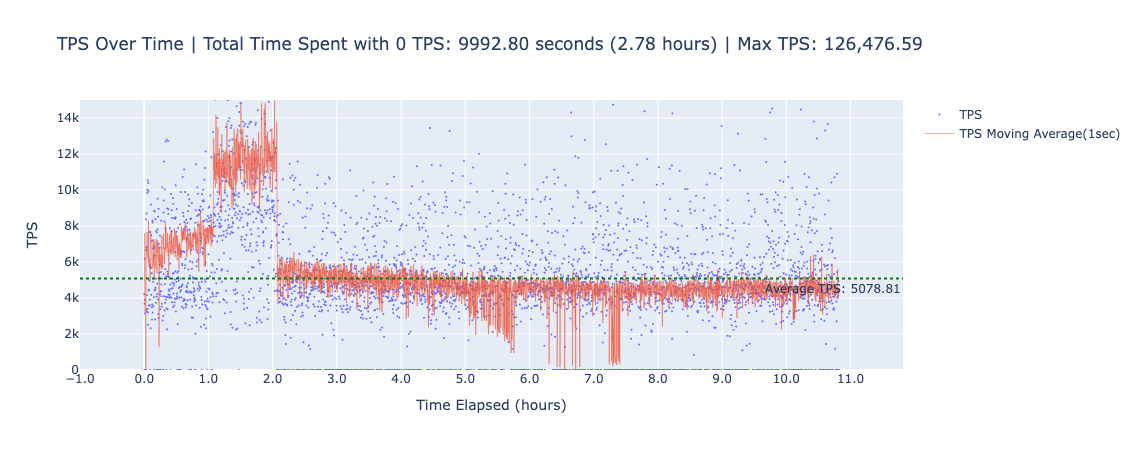 TPS Over Time | Total Time Spent with 0 TPS: 9992.80 seconds (2.78 hours) | Max TPS: 126,476.59
TPS
TPS Moving Average(1sec)
14k
12k
10k
8k
6k
4k
2k
0
TPS
Average TPS: 5078.81
−1.0 0.0 1.0 2.0 3.0 4.0 5.0 6.0 7.0 8.0 9.0 10.0 11.0
Time Elapsed (hours)